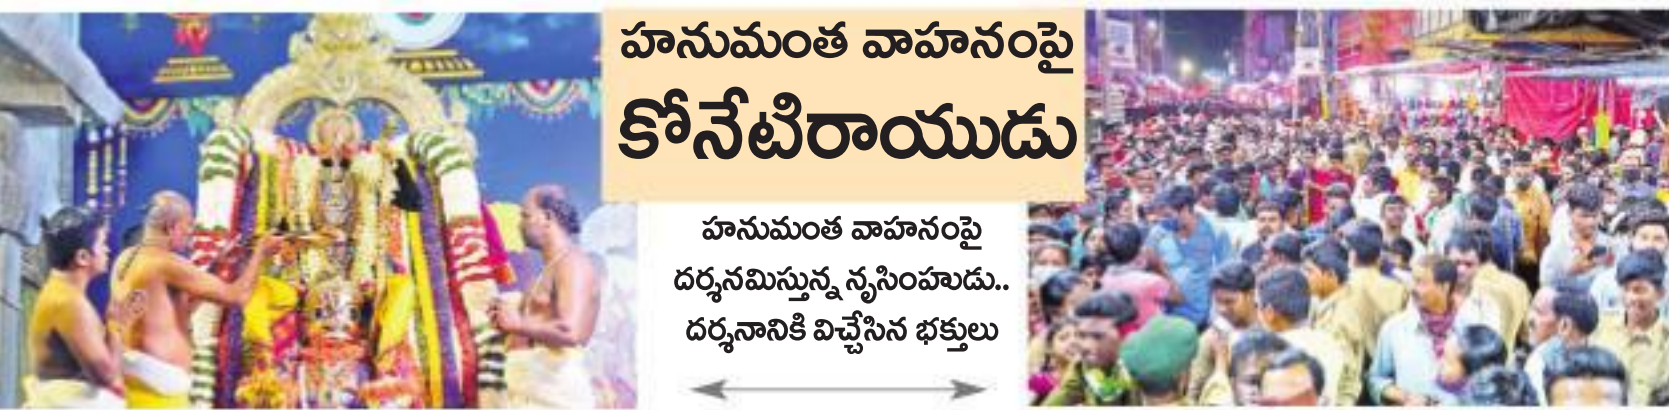 హనుమంత వాహనంపై
కోనేటిరాయుడు
హనుమంత వాహనంపై
దర్శనమిస్తున్న నృసింహుడు..
దర్శనానికి విచ్చేసిన భక్తులు